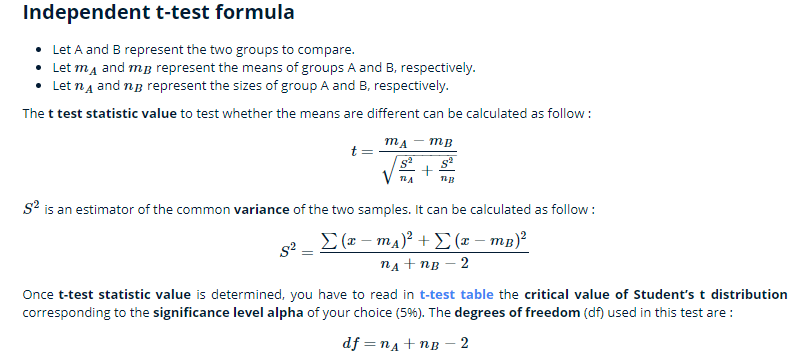 Independent t-test formula
• Let A and B represent the two groups to compare.
• Let m_A and m_B represent the means of groups A and B, respectively.
• Let n_A and n_B represent the sizes of group A and B, respectively.
The t test statistic value to test whether the means are different can be calculated as follow :
t = \frac{m_A - m_B}{\sqrt{\frac{S^2}{n_A} + \frac{S^2}{n_B}}}
S^2 is an estimator of the common variance of the two samples. It can be calculated as follow :
S^2 = \frac{\sum (x - m_A)^2 + \sum (x - m_B)^2}{n_A + n_B - 2}
Once t-test statistic value is determined, you have to read in t-test table the critical value of Student’s t distribution
corresponding to the significance level alpha of your choice (5%). The degrees of freedom (df) used in this test are :
df = n_A + n_B - 2